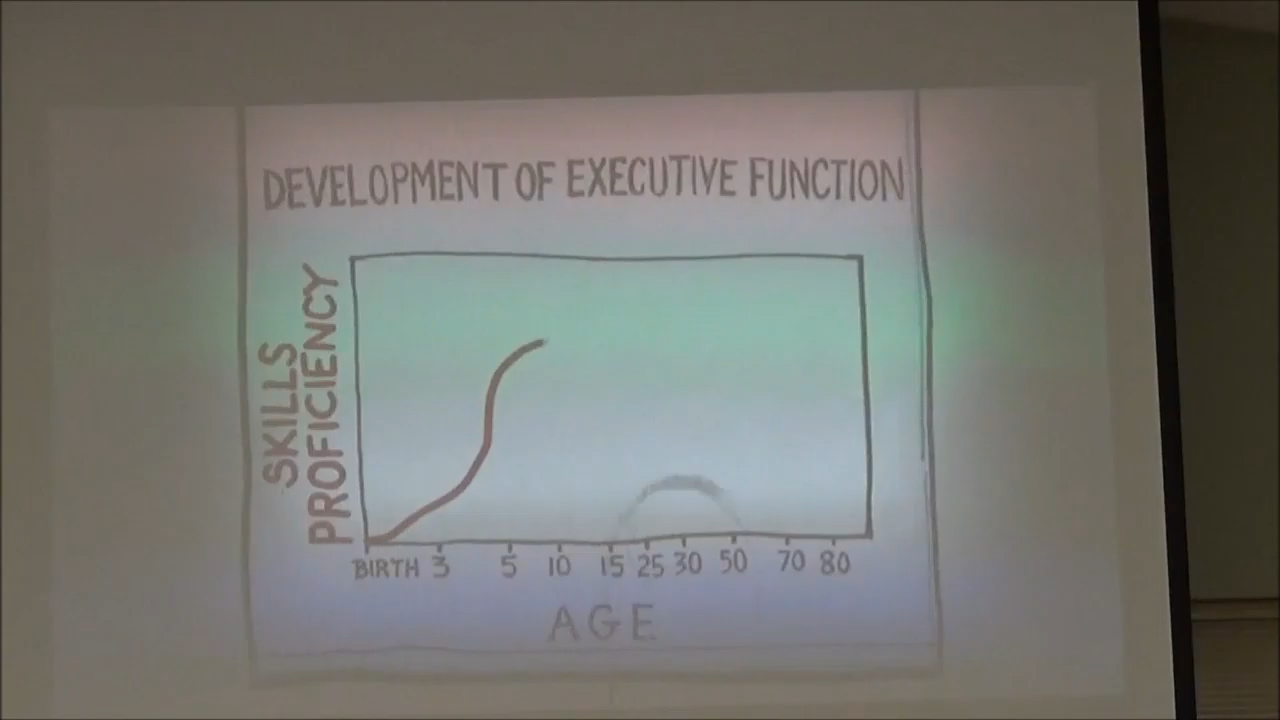 DEVELOPMENT OF EXECUTIVE FUNCTION
SKILLS
PROFICIENCY
BIRTH 3 5 10 15 25 30 50 70 80
AGE